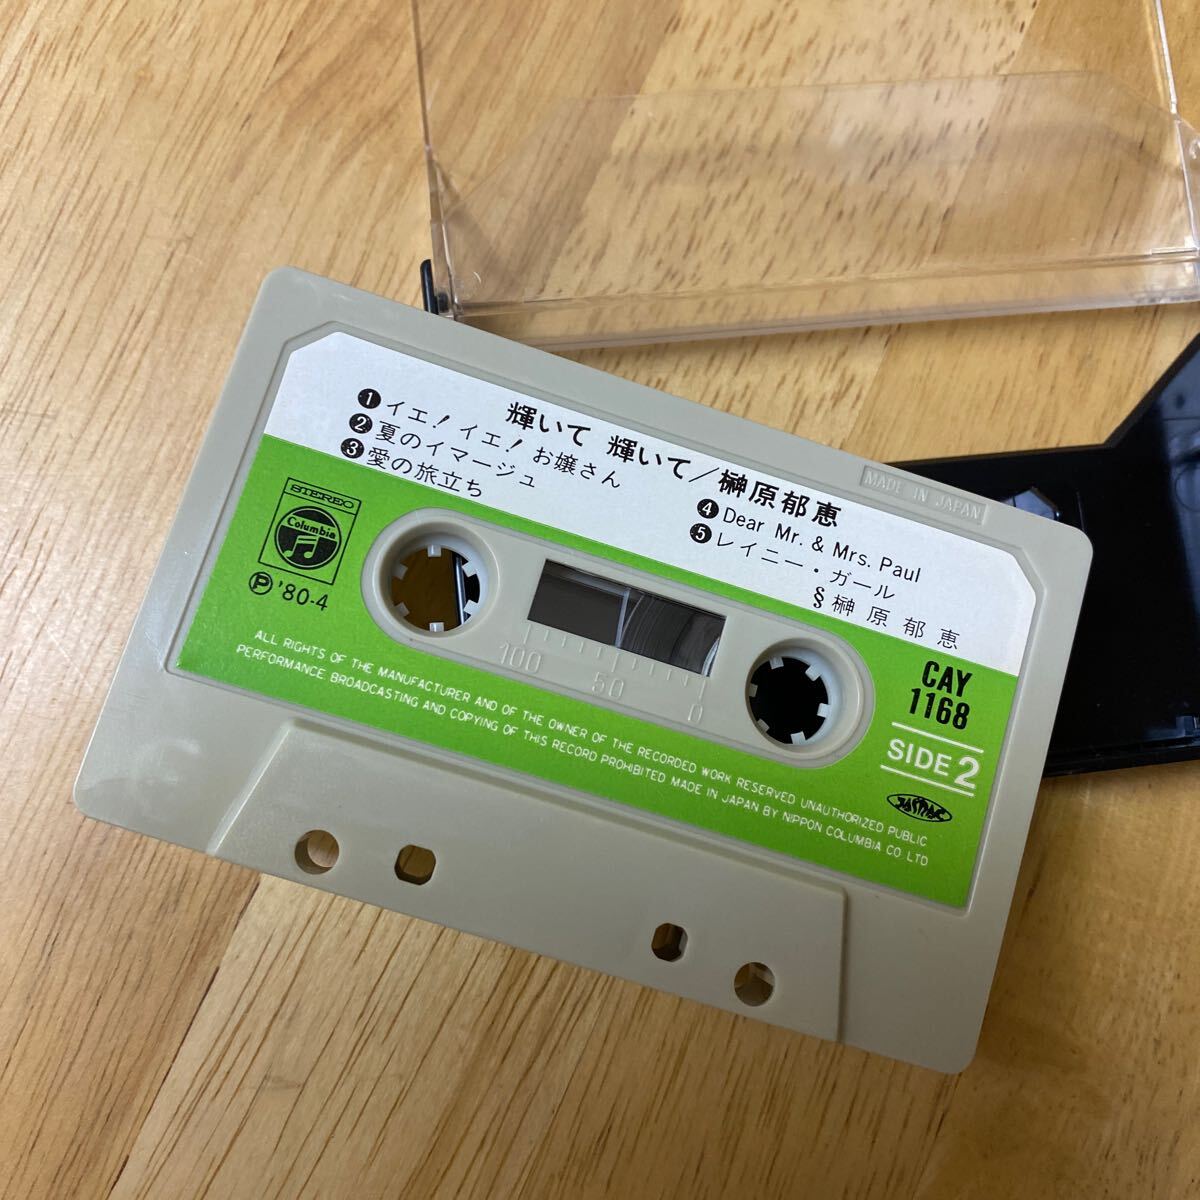 輝いて 輝いて/榊原郁恵
❶イエ!イエ!お嬢さん
❷夏のイマージュ
❸愛の旅立ち
❹Dear Mr. & Mrs. Paul
❺レイニー・ガール
§榊原郁恵
MADE IN JAPAN
STEREO
Columbia
Ⓟ'80-4
100 50 0
CAY
1168
SIDE 2
JASRAC
ALL RIGHTS OF THE MANUFACTURER AND OF THE OWNER OF THE RECORDED WORK RESERVED UNAUTHORIZED PUBLIC
PERFORMANCE BROADCASTING AND COPYING OF THIS RECORD PROHIBITED MADE IN JAPAN BY NIPPON COLUMBIA CO LTD